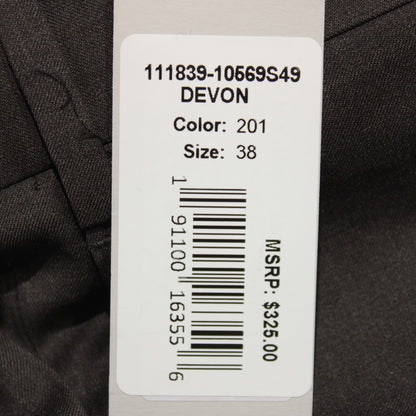 111839-10569S49
DEVON
Color: 201
Size: 38
1 91100 16355 6
MSRP: $325.00